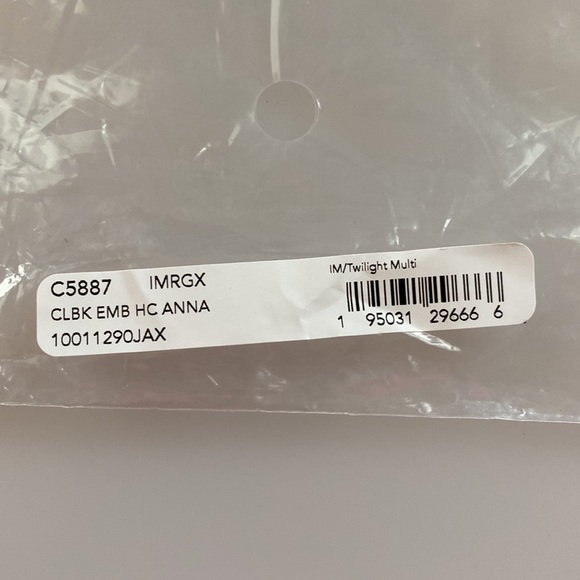 C5887 IMRGX
CLBK EMB HC ANNA
10011290JAX
IM/Twilight Multi
1 95031 29666 6